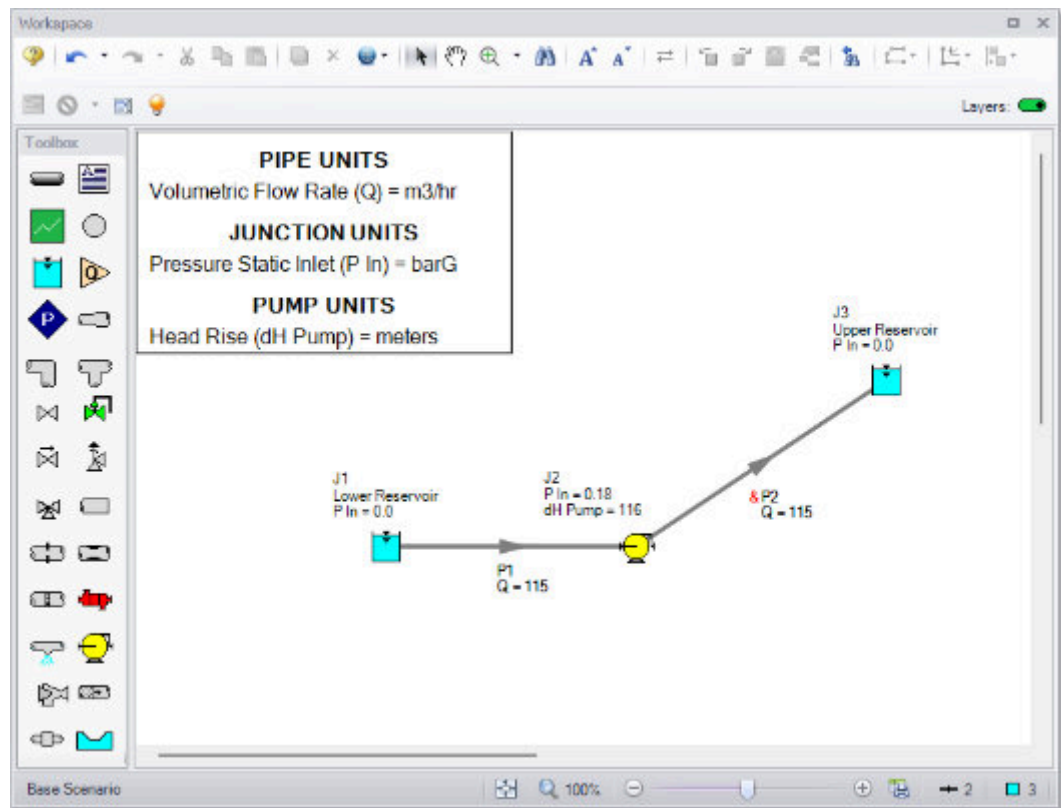 Workspace
Layers:
Toolbox
PIPE UNITS
Volumetric Flow Rate (Q) = m3/hr
JUNCTION UNITS
Pressure Static Inlet (P In) = barG
PUMP UNITS
Head Rise (dH Pump) = meters
J3
Upper Reservoir
P In = 0.0
J1
Lower Reservoir
P In = 0.0
J2
P In = 0.18
dH Pump = 116
&P2
Q = 115
P1
Q = 115
Base Scenario
100%
2
3